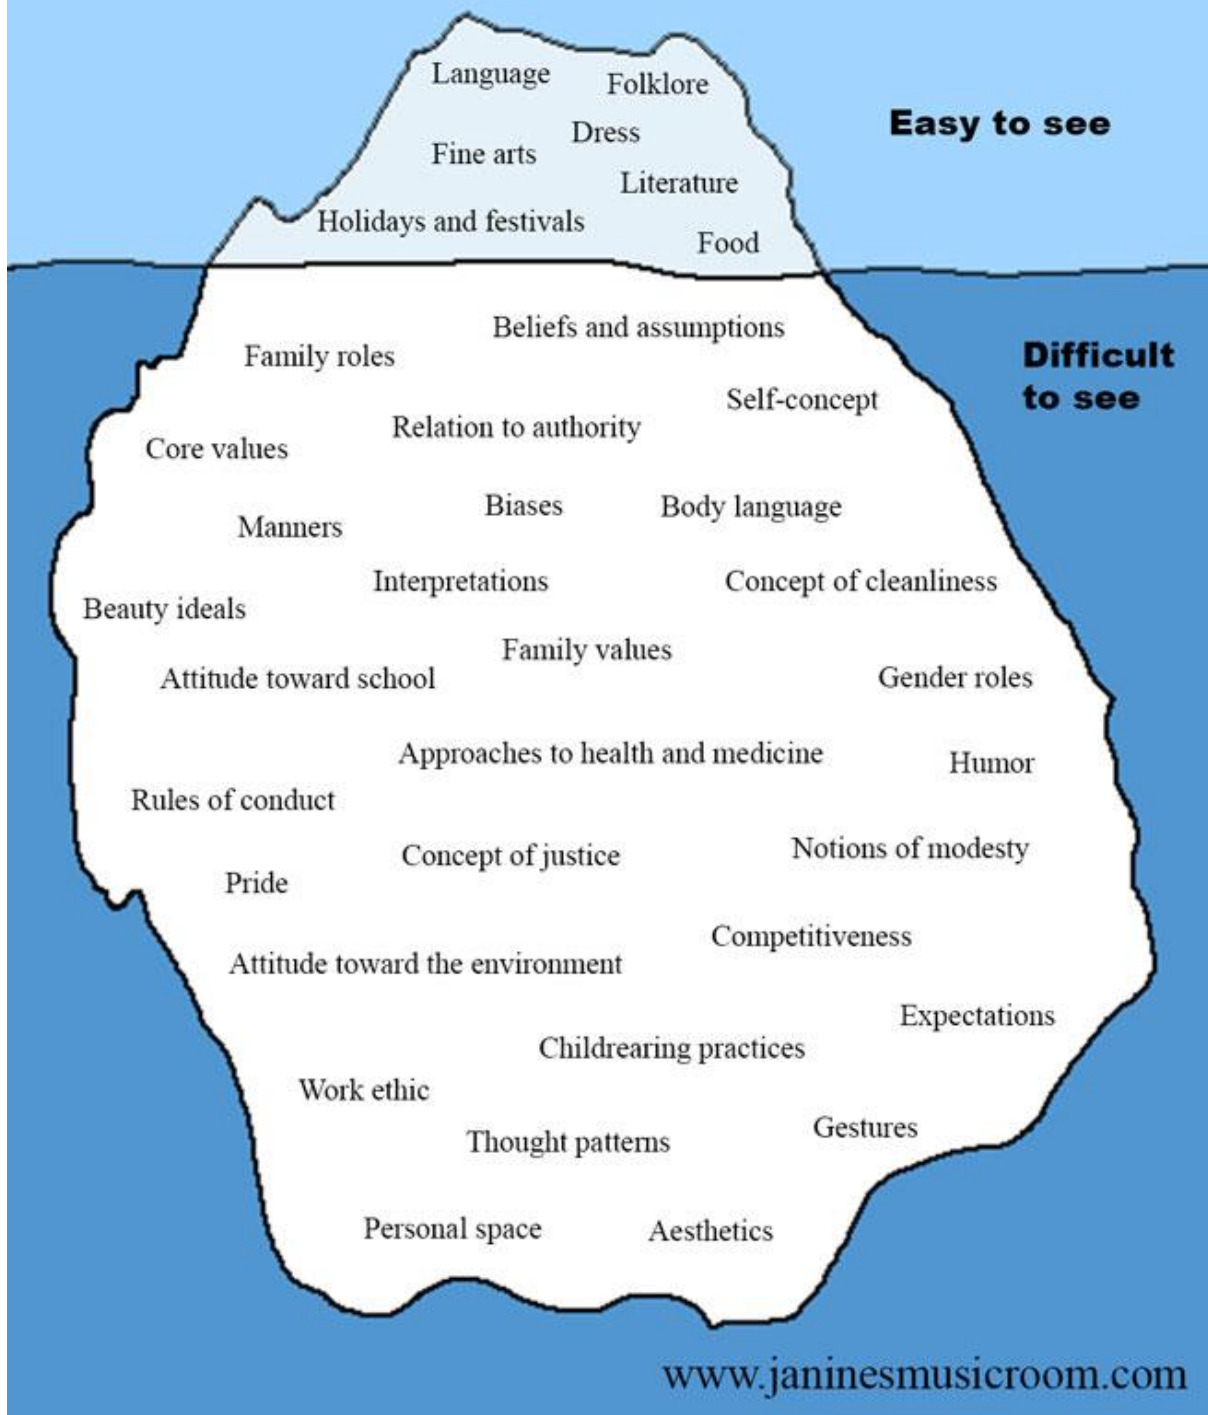 Language
Folklore
Easy to see
Dress
Fine arts
Literature
Holidays and festivals
Food
Beliefs and assumptions
Family roles
Difficult
to see
Self-concept
Relation to authority
Core values
Biases
Body language
Manners
Interpretations
Concept of cleanliness
Beauty ideals
Family values
Attitude toward school
Gender roles
Approaches to health and medicine
Humor
Rules of conduct
Concept of justice
Notions of modesty
Pride
Competitiveness
Attitude toward the environment
Expectations
Childrearing practices
Work ethic
Gestures
Thought patterns
Personal space
Aesthetics
www.janinesmusicroom.com